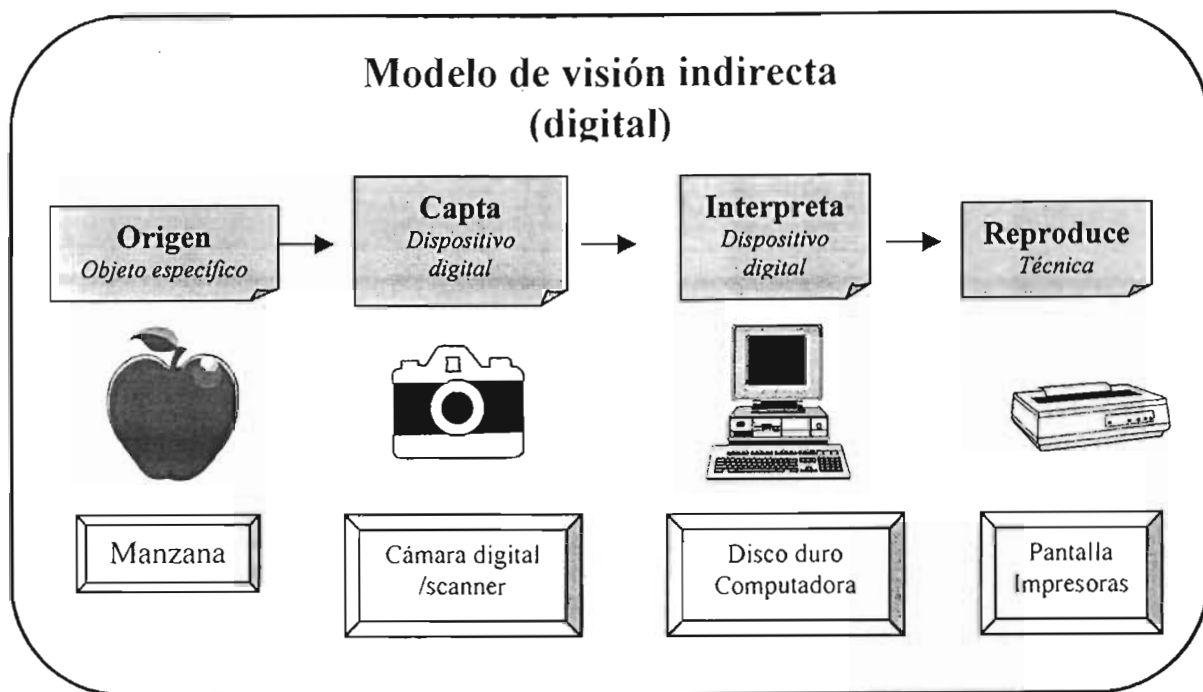 Modelo de visión indirecta
(digital)
Origen
Objeto específico
Capta
Dispositivo
digital
Interpreta
Dispositivo
digital
Reproduce
Técnica
Manzana
Cámara digital
/scanner
Disco duro
Computadora
Pantalla
Impresoras